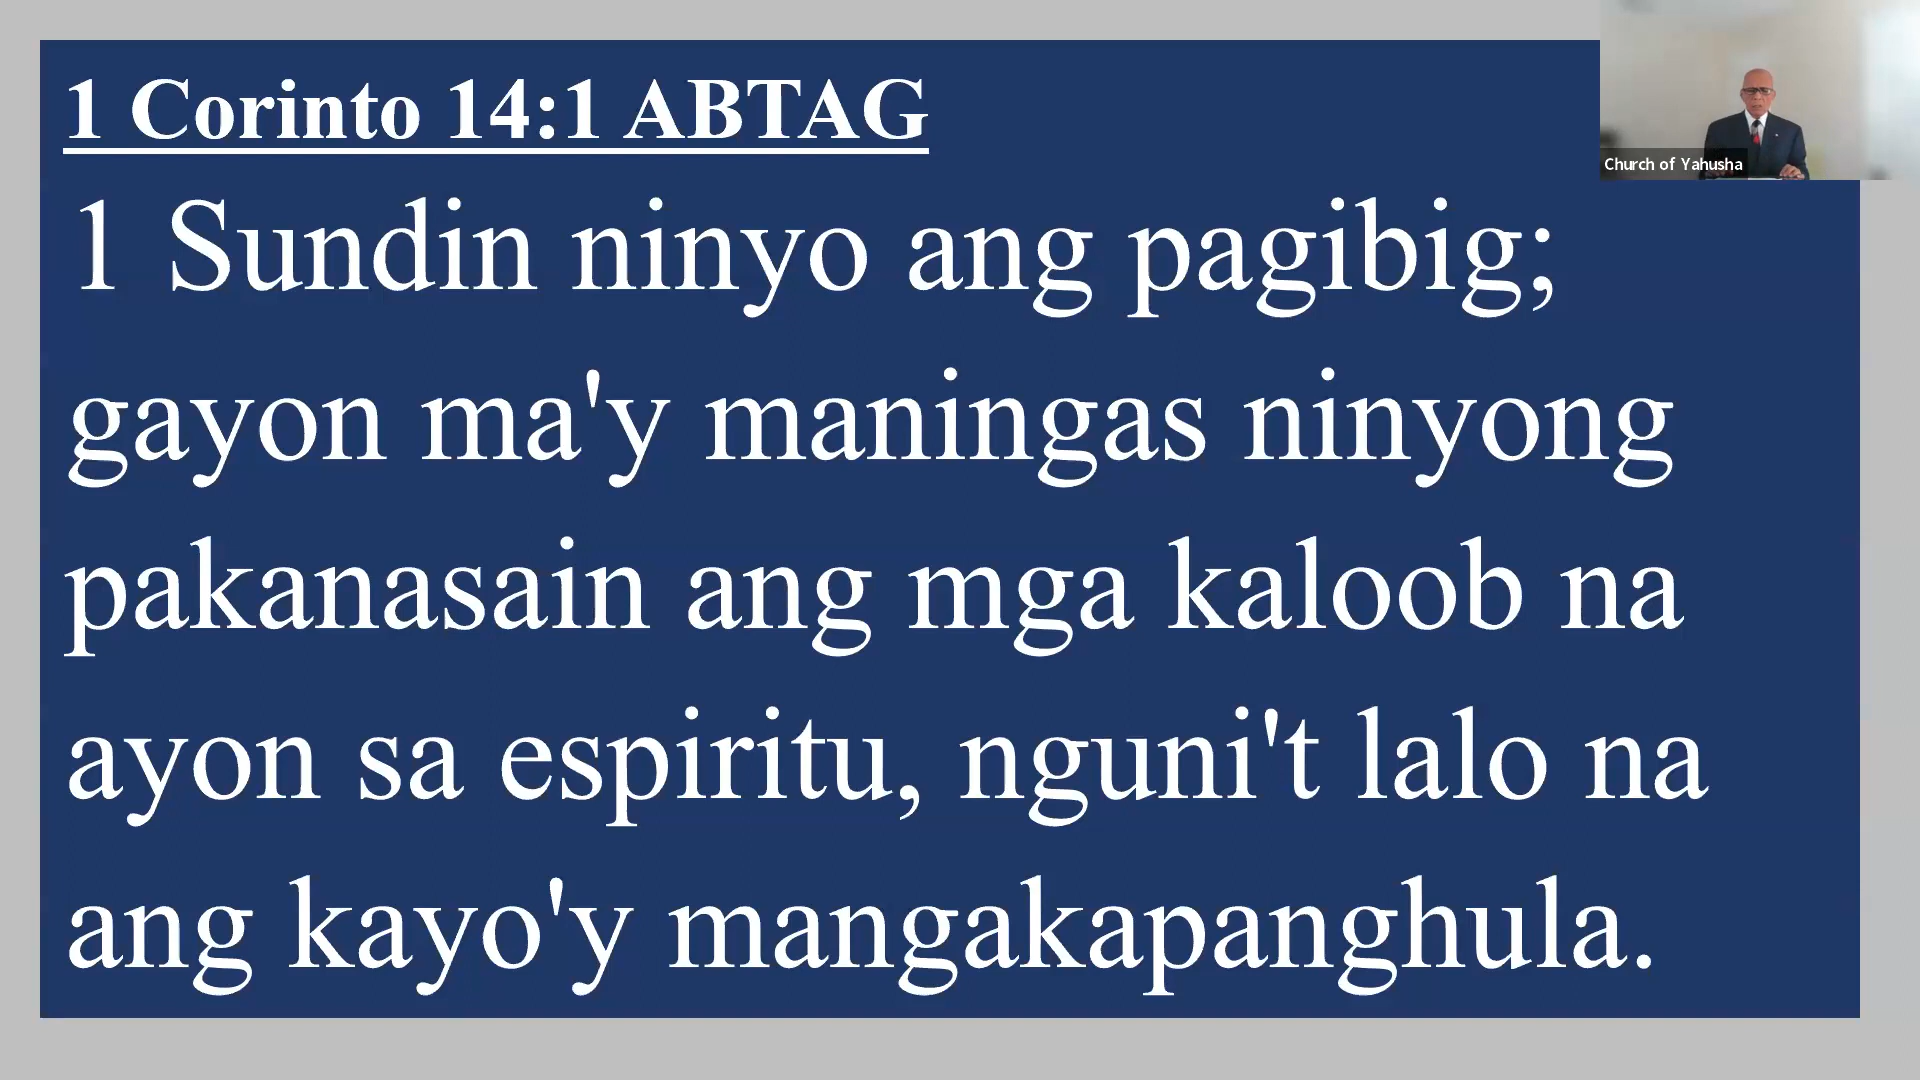 1 Corinto 14:1 ABTAG
1 Sundin ninyo ang pagibig;
gayon ma'y maningas ninyong
pakanasain ang mga kaloob na
ayon sa espiritu, nguni't lalo na
ang kayo'y mangakapanghula.
Church of Yahusha